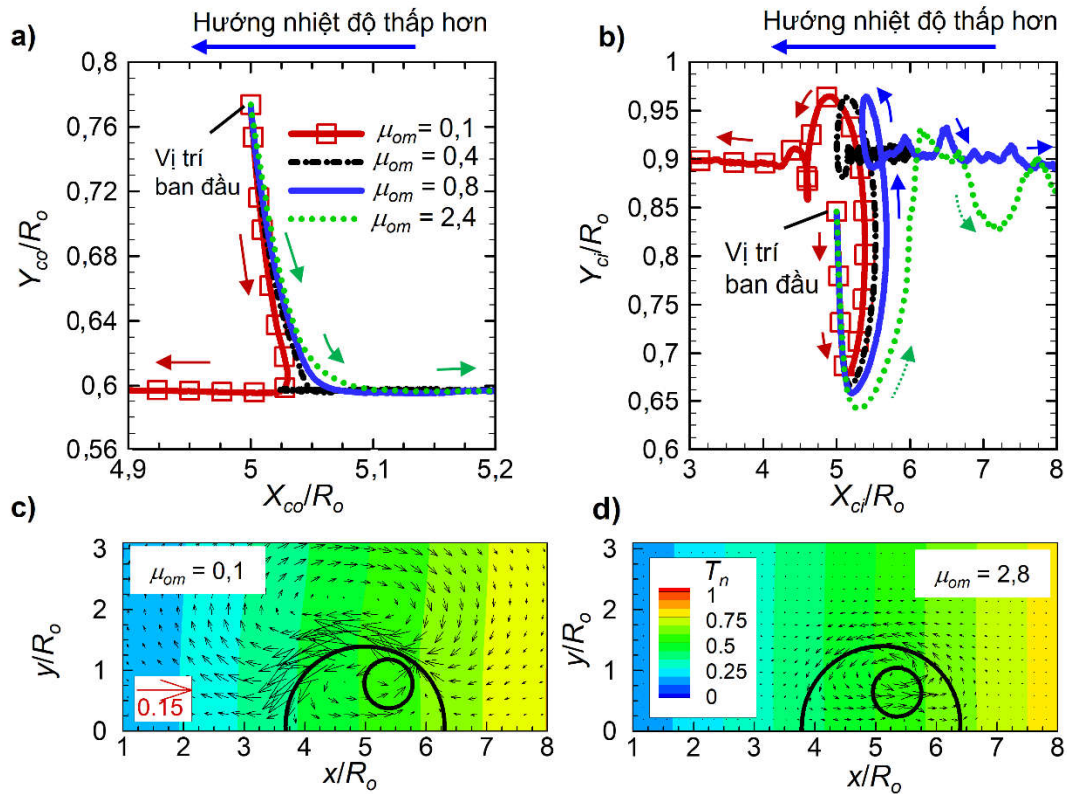 Hướng nhiệt độ thấp hơn
a)
0,8
0,76
0,72
0,68
0,64
0,6
0,56
Y_co/R_o
Vị trí
ban đầu
μ_om = 0,1
μ_om = 0,4
μ_om = 0,8
μ_om = 2,4
4,9
5
5,1
5,2
X_co/R_o
Hướng nhiệt độ thấp hơn
b)
1
0,95
0,9
0,85
0,8
0,75
0,7
0,65
0,6
Y_ci/R_o
Vị trí
ban đầu
3
4
5
6
7
8
X_ci/R_o
c)
3
2
1
0
y/R_o
μ_om = 0,1
0.15
1
2
3
4
5
6
7
8
x/R_o
d)
3
2
1
0
y/R_o
T_n
1
0.75
0.5
0.25
0
μ_om = 2,8
1
2
3
4
5
6
7
8
x/R_o